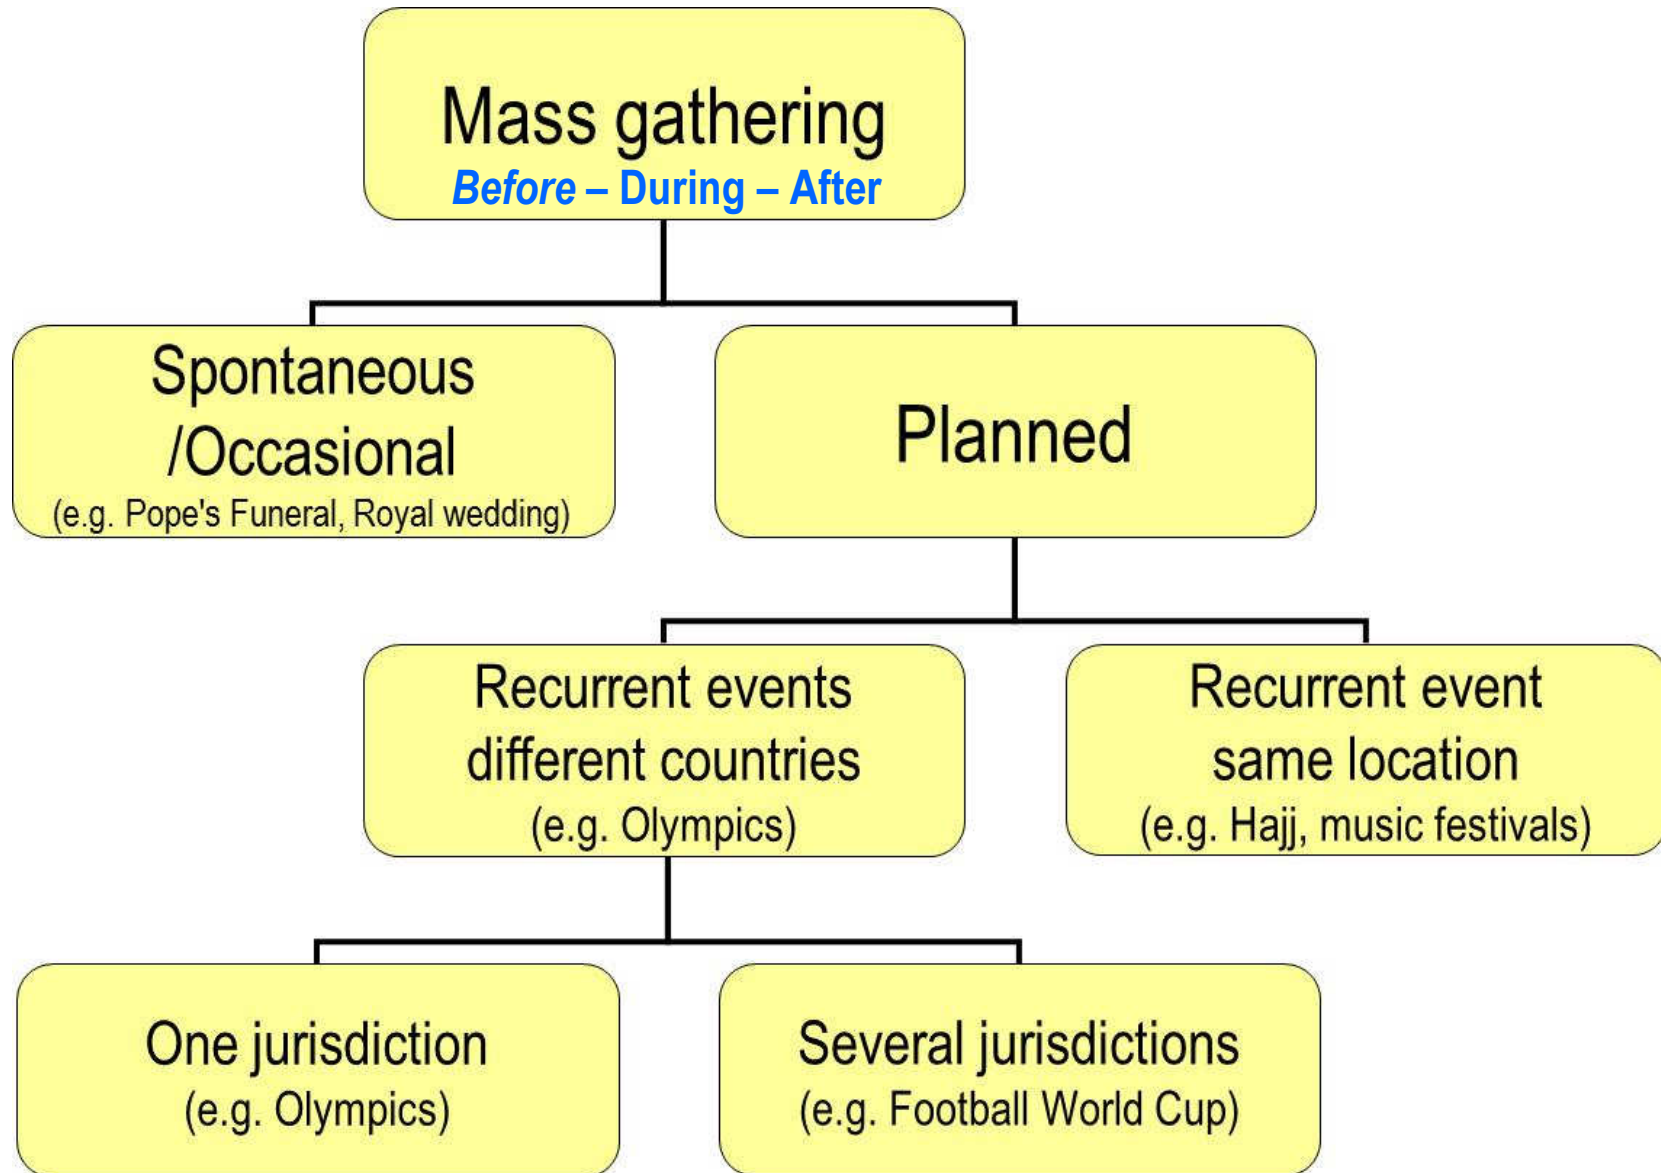 Mass gathering
Before – During – After
Spontaneous
/Occasional
(e.g. Pope's Funeral, Royal wedding)
Planned
Recurrent events
different countries
(e.g. Olympics)
Recurrent event
same location
(e.g. Hajj, music festivals)
One jurisdiction
(e.g. Olympics)
Several jurisdictions
(e.g. Football World Cup)